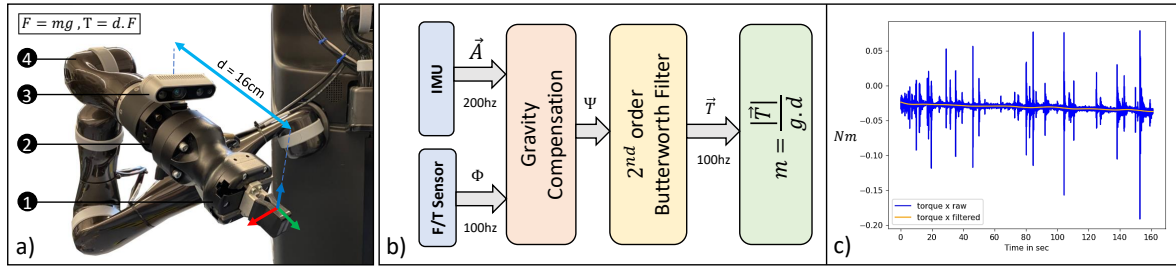 F = mg , T = d. F
4
3
2
1
d = 16cm
a)
IMU
F/T Sensor
A⃗
200hz
Φ
100hz
Gravity
Compensation
Ψ
2nd order
Butterworth Filter
T⃗
100hz
m = |T⃗| / g. d
b)
0.05
0.00
−0.05
−0.10
−0.15
−0.20
Nm
torque x raw
torque x filtered
0 20 40 60 80 100 120 140 160
Time in sec
c)